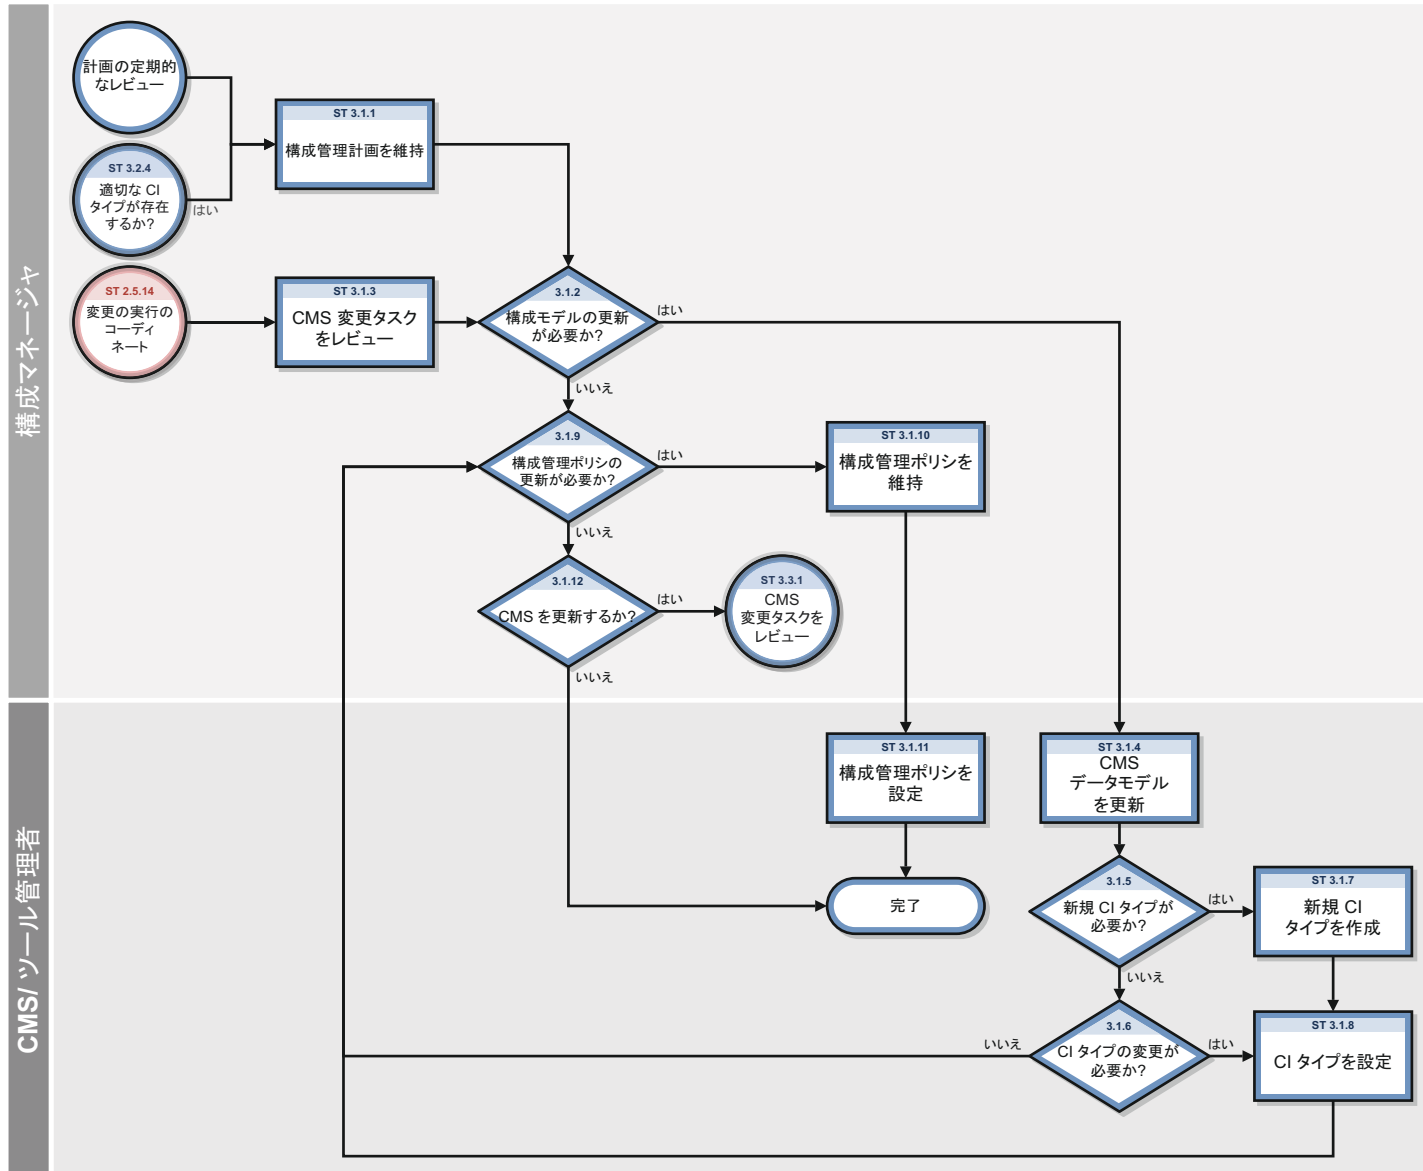 構成マネージャ
計画の定期的
なレビュー
ST 3.2.4
適切な CI
タイプが存在
するか?
はい
ST 2.5.14
変更の実行の
コーディ
ネート
ST 3.1.1
構成管理計画を維持
ST 3.1.3
CMS 変更タスク
をレビュー
3.1.2
構成モデルの更新
が必要か?
はい
いいえ
3.1.9
構成管理ポリシの
更新が必要か?
はい
いいえ
ST 3.1.10
構成管理ポリシを
維持
3.1.12
CMS を更新するか?
はい
いいえ
ST 3.3.1
CMS
変更タスクを
レビュー
CMS/ ツール管理者
ST 3.1.11
構成管理ポリシを
設定
完了
ST 3.1.4
CMS
データモデル
を更新
3.1.5
新規 CI タイプが
必要か?
はい
いいえ
ST 3.1.7
新規 CI
タイプを作成
3.1.6
CI タイプの変更が
必要か?
いいえ
はい
ST 3.1.8
CI タイプを設定